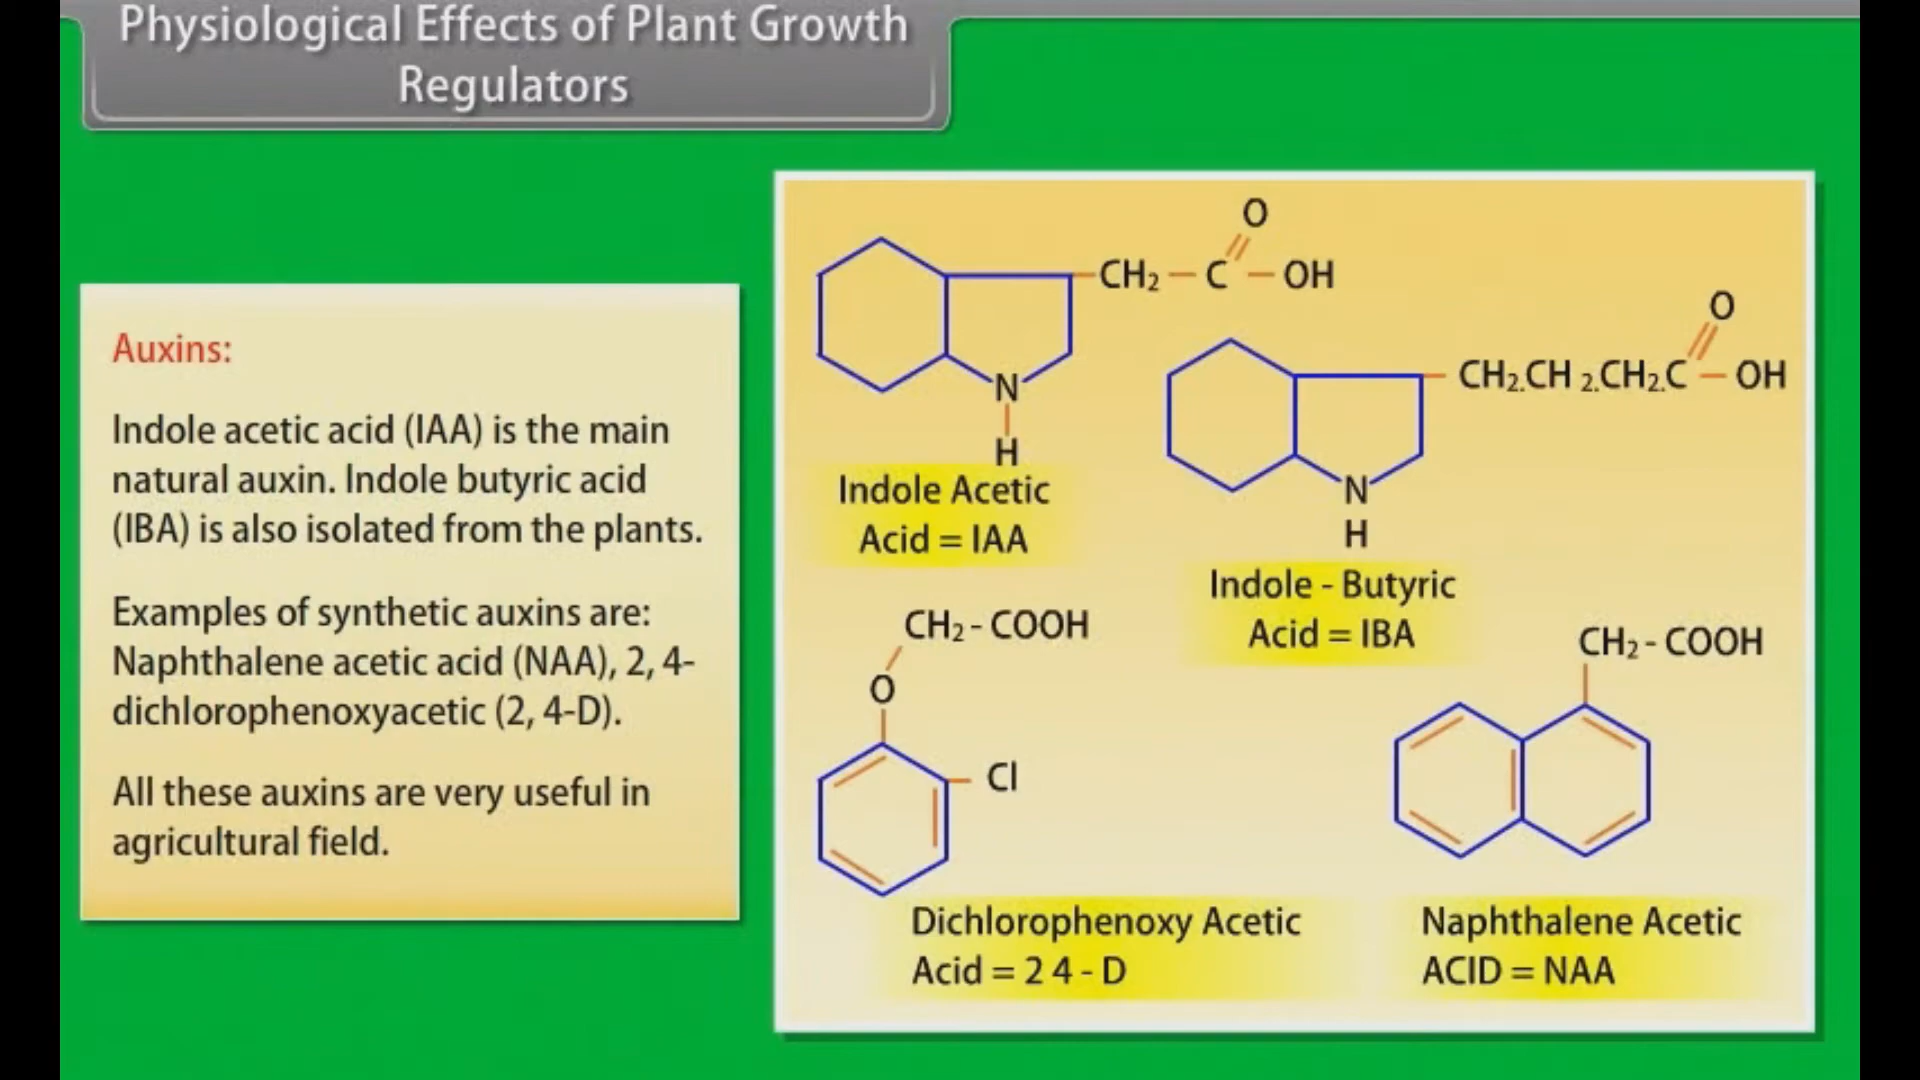 Physiological Effects of Plant Growth
Regulators
Auxins:
Indole acetic acid (IAA) is the main
natural auxin. Indole butyric acid
(IBA) is also isolated from the plants.
Examples of synthetic auxins are:
Naphthalene acetic acid (NAA), 2, 4-
dichlorophenoxyacetic (2, 4-D).
All these auxins are very useful in
agricultural field.
O
CH₂ – C – OH
N
H
Indole Acetic
Acid = IAA
O
CH₂.CH ₂.CH₂.C – OH
N
H
Indole - Butyric
Acid = IBA
CH₂ - COOH
O
Cl
Dichlorophenoxy Acetic
Acid = 2 4 - D
CH₂ - COOH
Naphthalene Acetic
ACID = NAA